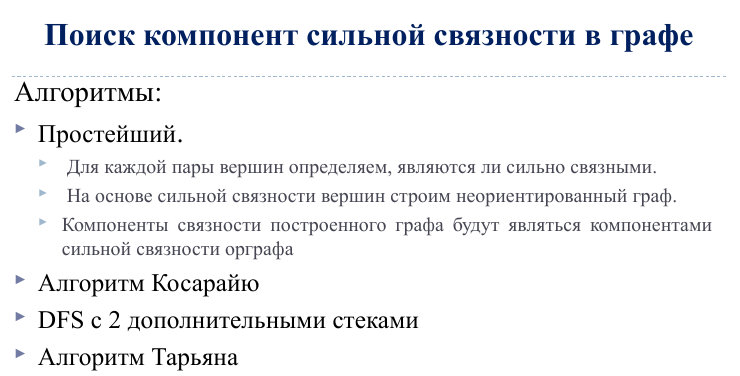 Поиск компонент сильной связности в графе
Алгоритмы:
Простейший.
Для каждой пары вершин определяем, являются ли сильно связными.
На основе сильной связности вершин строим неориентированный граф.
Компоненты связности построенного графа будут являться компонентами
сильной связности орграфа
Алгоритм Косарайю
DFS с 2 дополнительными стеками
Алгоритм Тарьяна